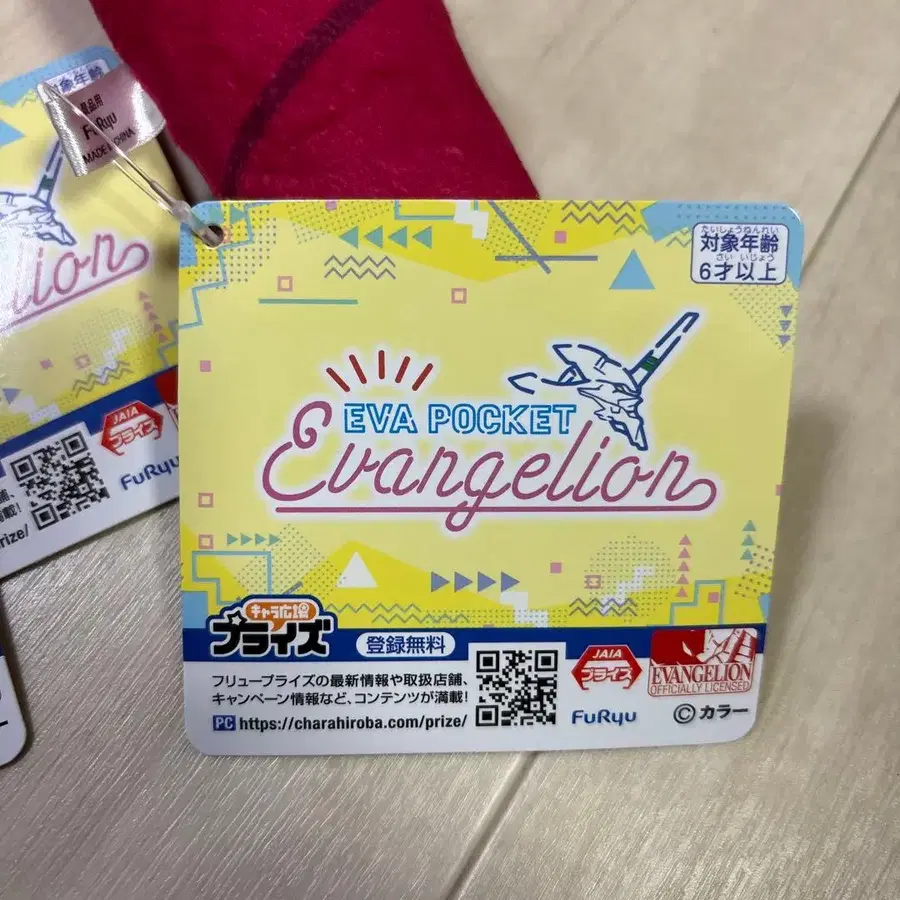 対象年齢
景品用
FuRyu
MADE IN CHINA
lion
JAIA
プライズ
FuRyu
rize/
たいしょうねんれい
対象年齢
さい いじょう
6才以上
EVA POCKET
Evangelion
キャラ広場
プライズ
登録無料
フリュープライズの最新情報や取扱店舗、
キャンペーン情報など、コンテンツが満載!
PC https://charahiroba.com/prize/
JAIA
プライズ
FuRyu
EVANGELION
OFFICIALLY LICENSED
©カラー